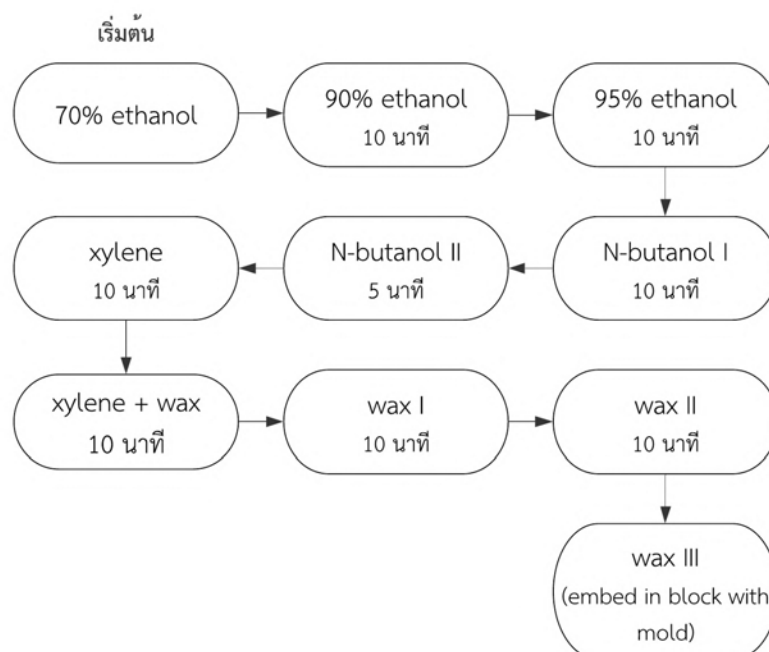 เริ่มต้น
70% ethanol
90% ethanol
10 นาที
95% ethanol
10 นาที
N-butanol I
10 นาที
N-butanol II
5 นาที
xylene
10 นาที
xylene + wax
10 นาที
wax I
10 นาที
wax II
10 นาที
wax III
(embed in block with
mold)